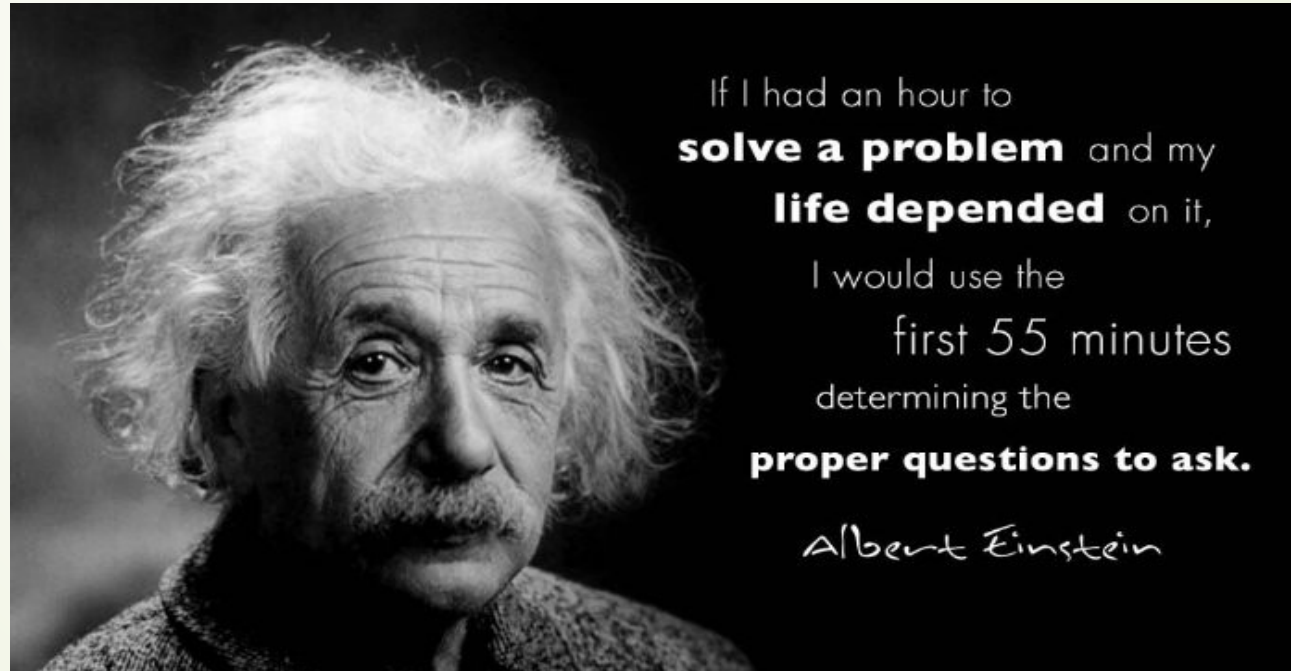 If I had an hour to
solve a problem and my
life depended on it,
I would use the
first 55 minutes
determining the
proper questions to ask.
Albert Einstein